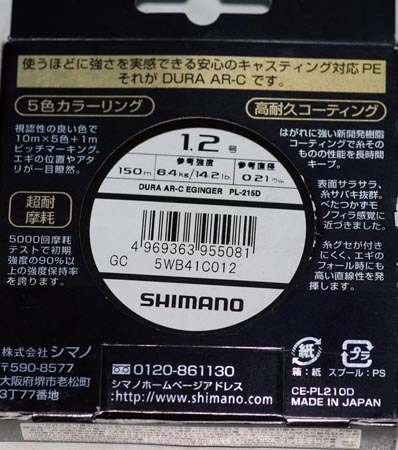 使うほどに強さを実感できる安心のキャスティング対応PE
それが DURA AR-C です。
5色カラーリング
視認性の良い色で
10m×5色+1m
ピッチマーキング。
エギの位置やアタ
リが一目瞭然。
超耐
摩耗
5000回摩耗
テストで初期
強度の90%以
上の強度保持率
を誇ります。
高耐久コーティング
はがれに強い新開発樹脂
コーティングで糸そ
のものの性能を長時間
キープ。
表面サラサラ、
糸サバキ抜群。
べたつかずモ
ノフィラ感覚に
近づきました。
糸グセが付き
にくく、エギの
フォール時にも
高い直線性を発
揮します。
1.2号
参考強度 参考直径
150m 6.4kg/14.2lb. 0.21mm
DURA AR-C EGINGER PL-215D
4 969363 955081
GC 5WB41C012
SHIMANO
株式会社シマノ
〒590-8577
大阪府堺市老松町
3丁77番地
0120-861130
シマノホームページアドレス
http://www.shimano.com
紙
箱:紙
プラ
スプール:PS
CE-PL210D
MADE IN JAPAN